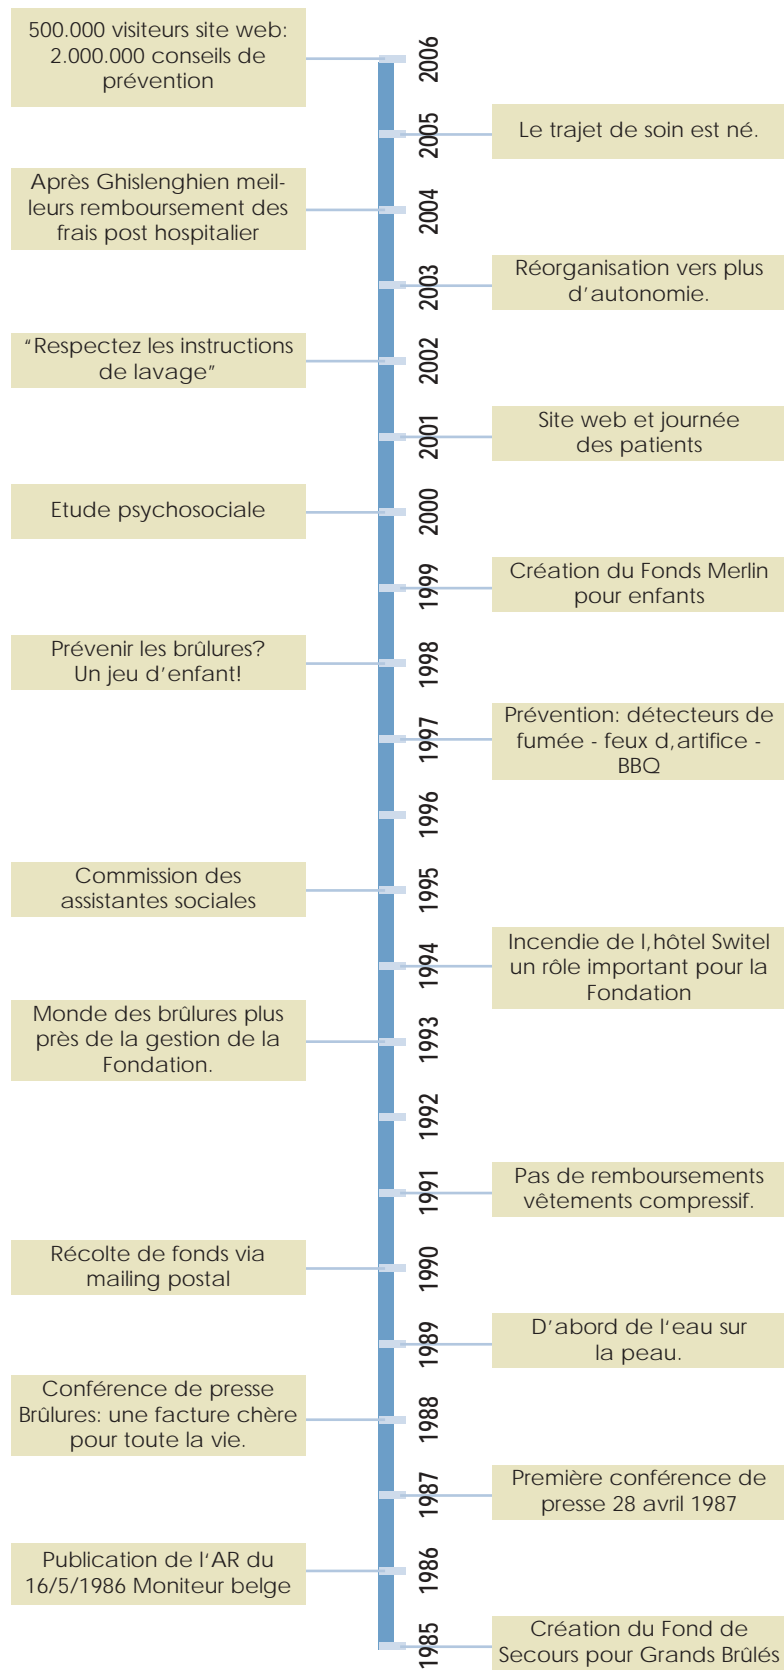 500.000 visiteurs site web:
2.000.000 conseils de
prévention
2006
2005
Le trajet de soin est né.
Après Ghislenghien meil-
leurs remboursement des
frais post hospitalier
2004
2003
Réorganisation vers plus
d'autonomie.
"Respectez les instructions
de lavage"
2002
2001
Site web et journée
des patients
Etude psychosociale
2000
1999
Création du Fonds Merlin
pour enfants
Prévenir les brûlures?
Un jeu d'enfant!
1998
1997
Prévention: détecteurs de
fumée - feux d,artifice -
BBQ
1996
Commission des
assistantes sociales
1995
1994
Incendie de l,hôtel Switel
un rôle important pour la
Fondation
Monde des brûlures plus
près de la gestion de la
Fondation.
1993
1992
1991
Pas de remboursements
vêtements compressif.
Récolte de fonds via
mailing postal
1990
1989
D'abord de l'eau sur
la peau.
Conférence de presse
Brûlures: une facture chère
pour toute la vie.
1988
1987
Première conférence de
presse 28 avril 1987
Publication de l'AR du
16/5/1986 Moniteur belge
1986
1985
Création du Fond de
Secours pour Grands Brûlés